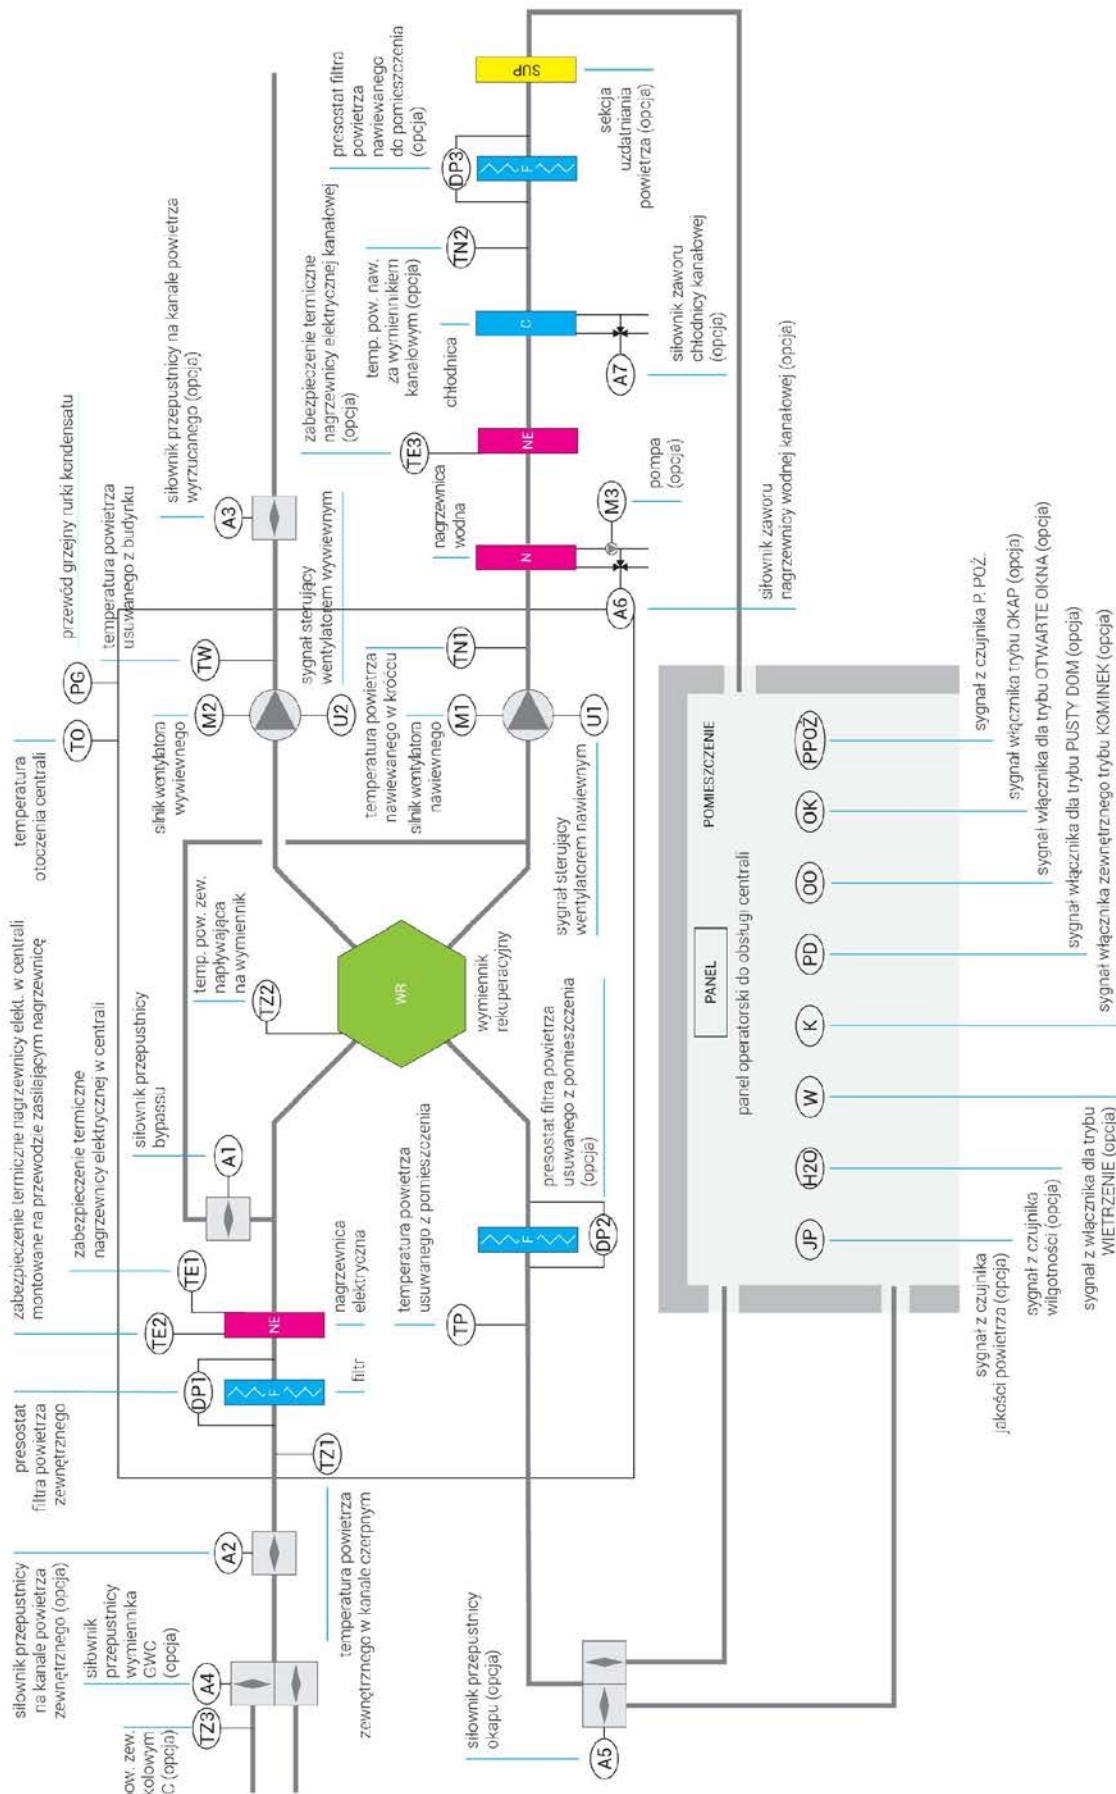 ow. zew.
kolowym
C (opcja)
TZ3
siłownik
przepustnicy
wymiennika
GWC
(opcja)
A4
siłownik przepustnicy
na kanale powietrza
zewnętrznego (opcja)
A2
temperatura powietrza
zewnętrznego w kanale czerpnym
TZ1
presostat
filtra powietrza
zewnętrznego
DP1
F
filtr
zabezpieczenie termiczne nagrzewnicy elekt. w centrali
montowane na przewodzie zasilającym nagrzewnicę
TE2
zabezpieczenie termiczne
nagrzewnicy elektrycznej w centrali
TE1
NE
nagrzewnica
elektryczna
siłownik przepustnicy
bypassu
A1
temp. pow. zew.
napływająca
na wymiennik
TZ2
WR
wymiennik
rekuperacyjny
temperatura
otoczenia centrali
TO
PG
przewód grzejny rurki kondensatu
temperatura powietrza
usuwanego z budynku
TW
silnik wentylatora
wywiewnego
M2
U2
sygnał sterujący
wentylatorem wywiewnym
siłownik przepustnicy na kanale powietrza
wyrzucanego (opcja)
A3
siłownik przepustnicy
okapu (opcja)
A5
temperatura powietrza
usuwanego z pomieszczenia
TP
F
DP2
presostat filtra powietrza
usuwanego z pomieszczenia
(opcja)
temperatura powietrza
nawiewanego w króćcu
TN1
silnik wentylatora
nawiewnego
M1
U1
sygnał sterujący
wentylatorem nawiewnym
nagrzewnica
wodna
N
A6
M3
pompa
(opcja)
siłownik zaworu
nagrzewnicy wodnej kanałowej (opcja)
zabezpieczenie termiczne
nagrzewnicy elektrycznej kanałowej
(opcja)
TE3
NE
chłodnica
C
A7
siłownik zaworu
chłodnicy kanałowej
(opcja)
temp. pow. naw.
za wymiennikiem
kanałowym (opcja)
TN2
presostat filtra
powietrza
nawiewanego
do pomieszczenia
(opcja)
DP3
F
SUP
sekcja
uzdatniania
powietrza (opcja)
PANEL
POMIESZCZENIE
panel operatorski do obsługi centrali
JP
H2O
W
K
PD
OO
OK
PPOŻ
sygnał z czujnika
jakości powietrza (opcja)
sygnał z czujnika
wilgotności (opcja)
sygnał z włącznika dla trybu
WIETRZENIE (opcja)
sygnał włącznika zewnętrznego trybu KOMINEK (opcja)
sygnał włącznika dla trybu PUSTY DOM (opcja)
sygnał włącznika dla trybu OTWARTE OKNA (opcja)
sygnał włącznika trybu OKAP (opcja)
sygnał z czujnika P. POŻ.